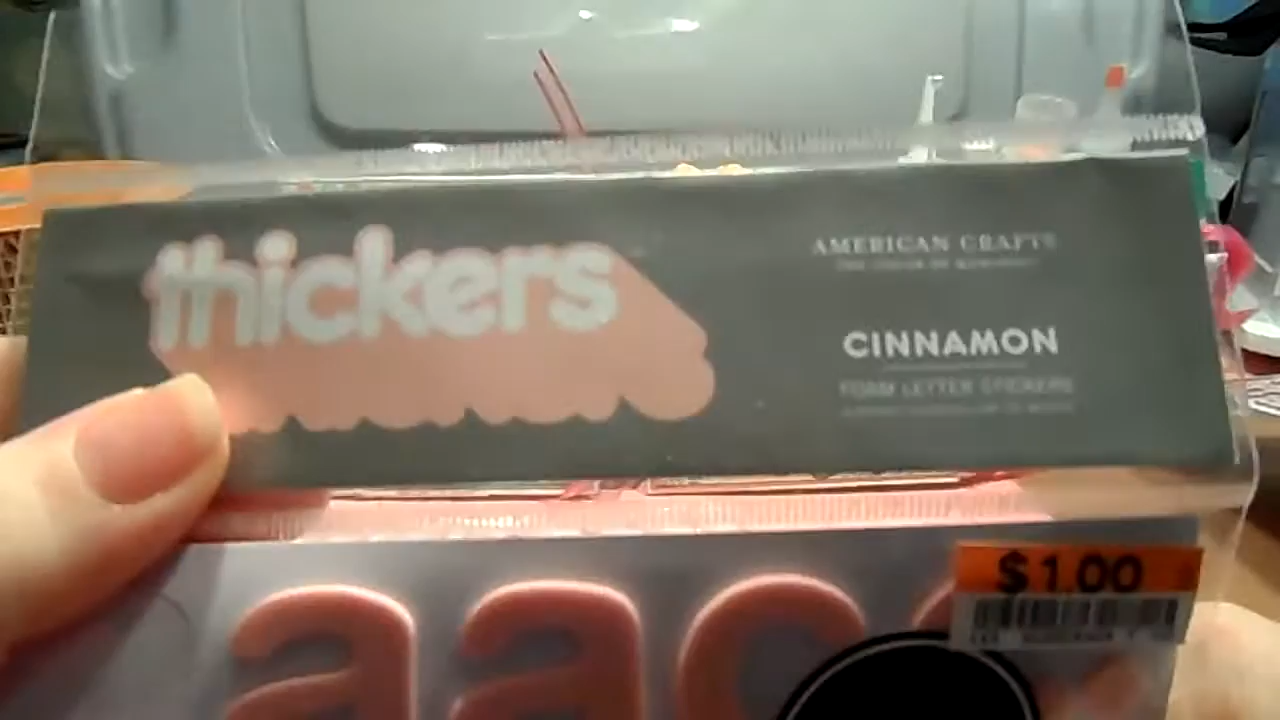 thickers
AMERICAN CRAFTS
CINNAMON
FOAM LETTER STICKERS
$1.00
aac